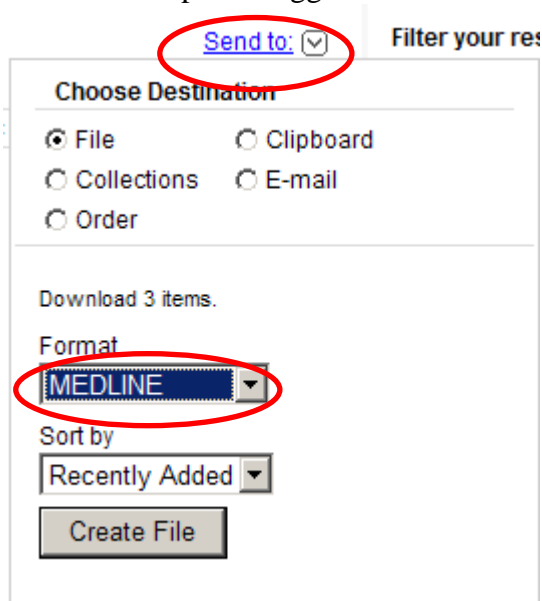 Send to: Filter your res
Choose Destination
File Clipboard
Collections E-mail
Order
Download 3 items.
Format
MEDLINE
Sort by
Recently Added
Create File